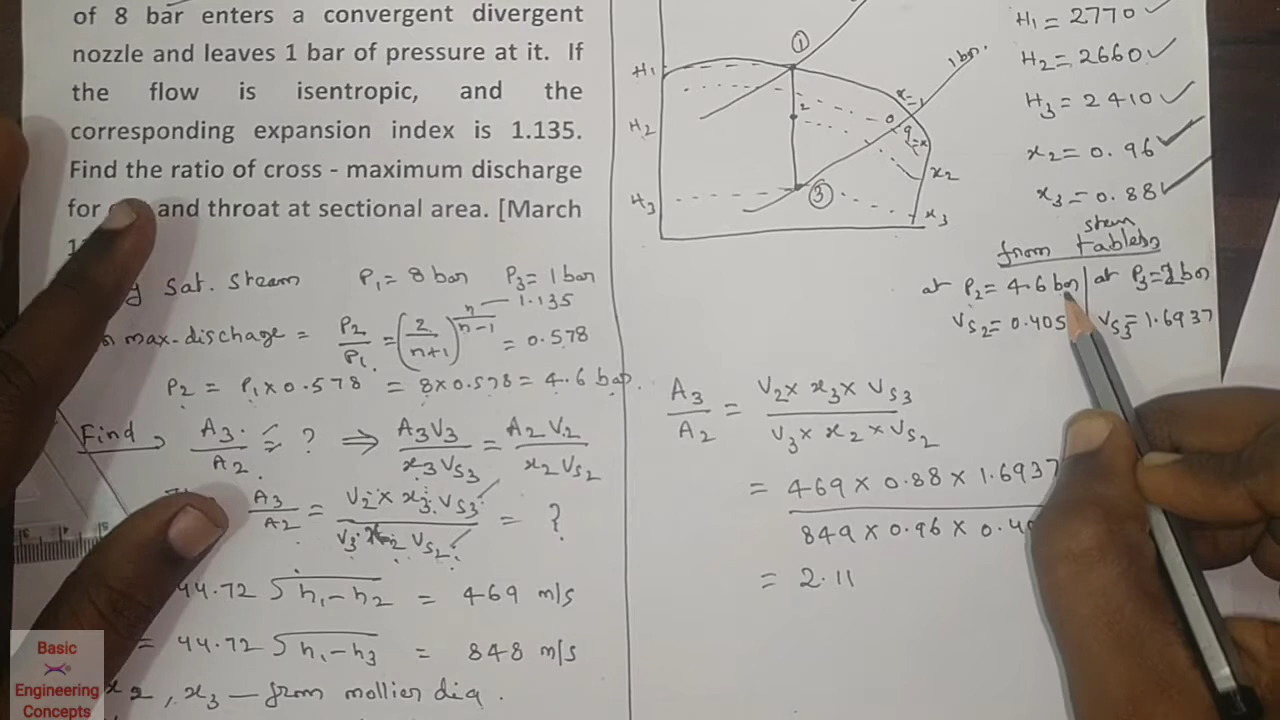 of 8 bar enters a convergent divergent
nozzle and leaves 1 bar of pressure at it. If
the flow is isentropic, and the
corresponding expansion index is 1.135.
Find the ratio of cross - maximum discharge
for and throat at sectional area. [March
Sat. Steam P1 = 8 bar P3 = 1 bar
max. discharge = P2/P1 = (2/n+1)^n/n-1 = 0.578
1.135
P2 = P1 x 0.578 = 8 x 0.578 = 4.6 bar.
Find → A3/A2 = ? ⇒ A3V3/x3Vs3 = A2V2/x2Vs2
A3/A2 = V2 x x3 Vs3/V3 x2 Vs2 = ?
44.72 √h1-h2 = 469 m/s
= 44.72 √h1-h3 = 848 m/s
x2, x3 — from mollier dia.
H1
H2
H3
1
2
3
1 bar.
x2
x3
H1 = 2770 ✓
H2 = 2660 ✓
H3 = 2410 ✓
x2 = 0.96 ✓
x3 = 0.88 ✓
from steam tables
at P2 = 4.6 bar | at P3 = 1 bar
Vs2 = 0.405 Vs3 = 1.6937
A3/A2 = V2 x x3 x Vs3/V3 x x2 x Vs2
= 469 x 0.88 x 1.6937
849 x 0.96 x
= 2.11
Basic
Engineering
Concepts